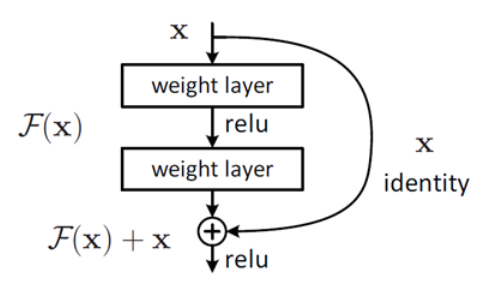 x
weight layer
relu
F(x)
weight layer
x
identity
F(x) + x
relu